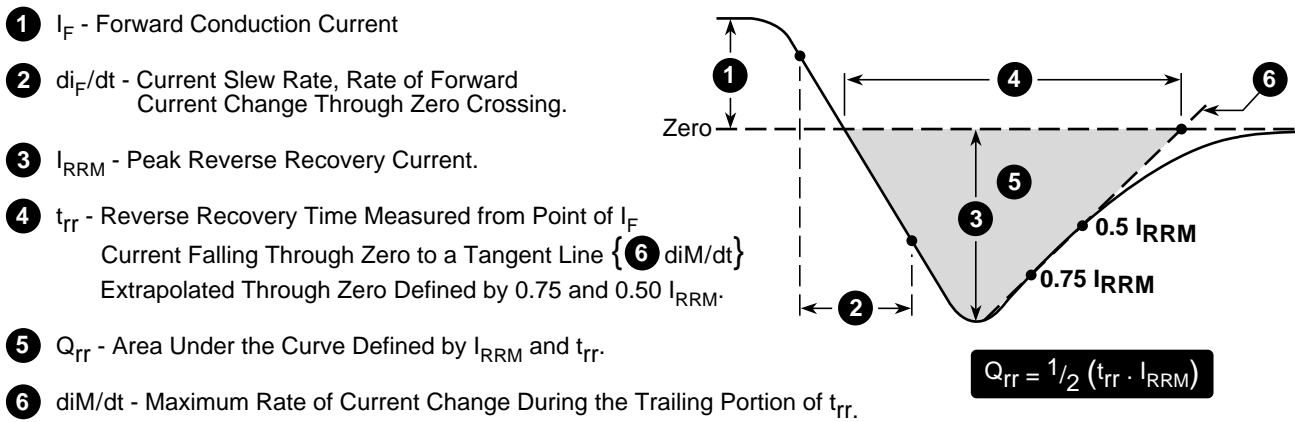 1 I_F - Forward Conduction Current
2 di_F/dt - Current Slew Rate, Rate of Forward
Current Change Through Zero Crossing.
3 I_RRM - Peak Reverse Recovery Current.
4 t_rr - Reverse Recovery Time Measured from Point of I_F
Current Falling Through Zero to a Tangent Line { 6 diM/dt}
Extrapolated Through Zero Defined by 0.75 and 0.50 I_RRM.
5 Q_rr - Area Under the Curve Defined by I_RRM and t_rr.
6 diM/dt - Maximum Rate of Current Change During the Trailing Portion of t_rr.
1
4
6
Zero
5
3
0.5 I_RRM
0.75 I_RRM
2
Q_rr = 1/2 (t_rr . I_RRM)